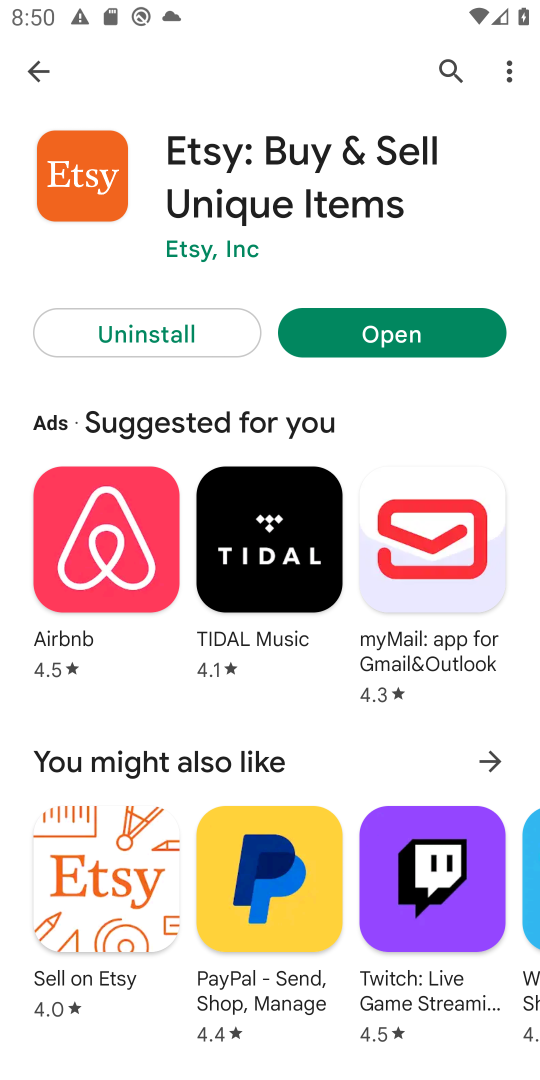 8:50
Etsy
Etsy: Buy & Sell
Unique Items
Etsy, Inc
Uninstall
Open
Ads · Suggested for you
TIDAL
Airbnb
4.5★
TIDAL Music
4.1★
myMail: app for
Gmail&Outlook
4.3★
You might also like
Etsy
Sell on Etsy
4.0★
PayPal - Send,
Shop, Manage
4.4★
Twitch: Live
Game Streami...
4.5★
W
Sh
4.